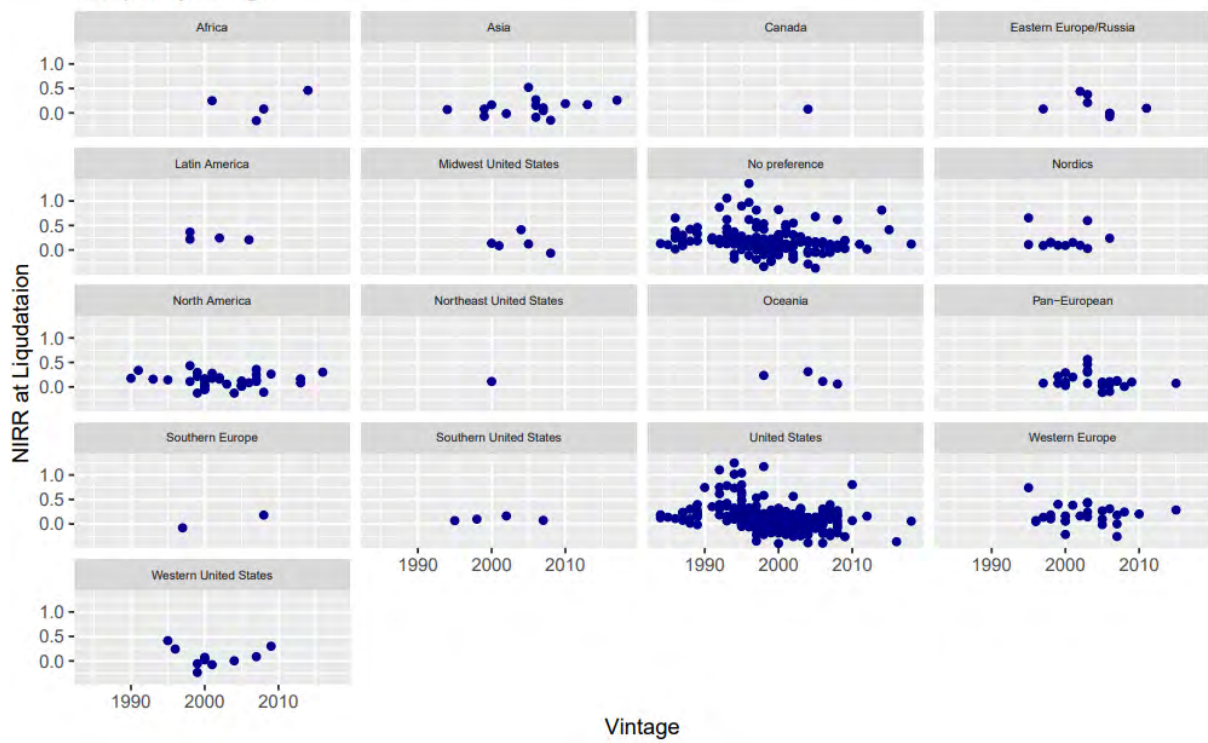 Africa
Asia
Canada
Eastern Europe/Russia
1.0
0.5
0.0
Latin America
Midwest United States
No preference
Nordics
1.0
0.5
0.0
North America
Northeast United States
Oceania
Pan−European
1.0
0.5
0.0
Southern Europe
Southern United States
United States
Western Europe
1.0
0.5
0.0
1990 2000 2010
1990 2000 2010
1990 2000 2010
Western United States
1.0
0.5
0.0
1990 2000 2010
NIRR at Liqudataion
Vintage